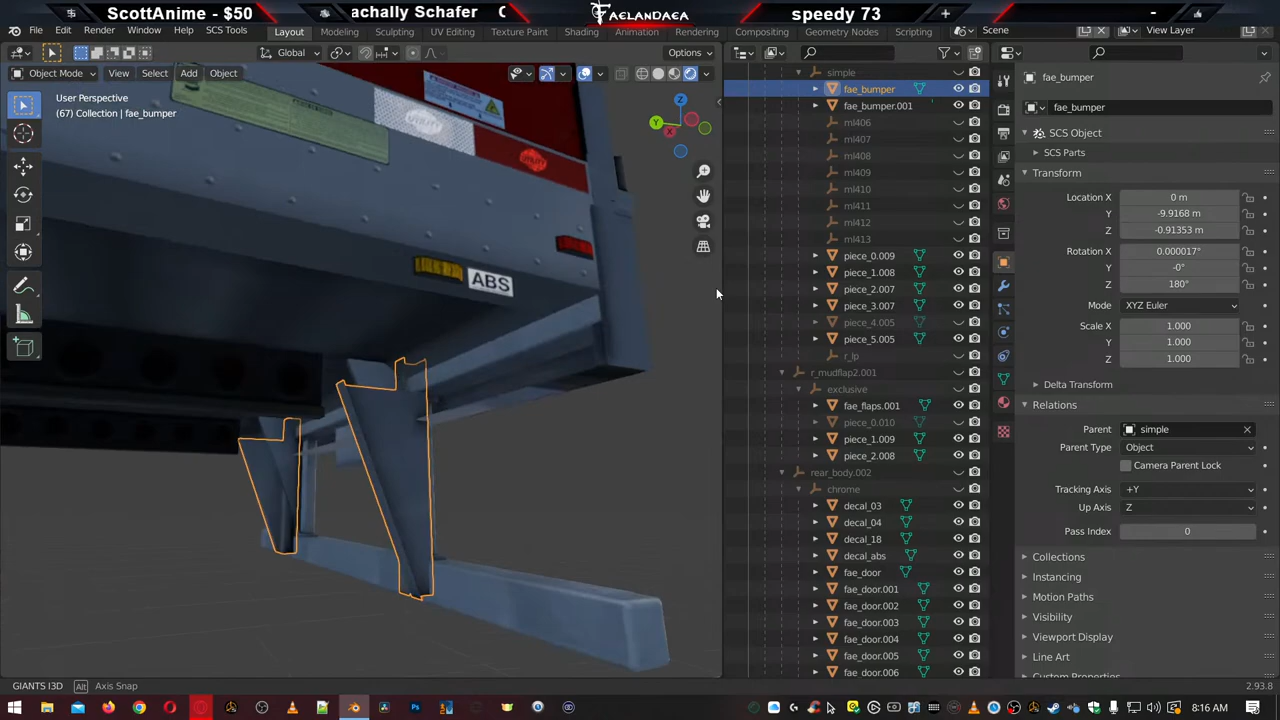 ScottAnime - $50
achally Schafer
FAELANDAEA
speedy 73
-
File Edit Render Window Help SCS Tools
Layout Modeling Sculpting UV Editing Texture Paint Shading Animation Rendering Compositing Geometry Nodes Scripting
Scene
View Layer
Global
Options
Object Mode View Select Add Object
User Perspective
(67) Collection | fae_bumper
UTILITY
UTILITY
ABS
Z
Y
X
simple
fae_bumper
fae_bumper.001
ml406
ml407
ml408
ml409
ml410
ml411
ml412
ml413
piece_0.009
piece_1.008
piece_2.007
piece_3.007
piece_4.005
piece_5.005
r_lp
r_mudflap2.001
exclusive
fae_flaps.001
piece_0.010
piece_1.009
piece_2.008
rear_body.002
chrome
decal_03
decal_04
decal_18
decal_abs
fae_door
fae_door.001
fae_door.002
fae_door.003
fae_door.004
fae_door.005
fae_door.006
fae_bumper
fae_bumper
SCS Object
SCS Parts
Transform
Location X 0 m
Y -9.9168 m
Z -0.91353 m
Rotation X 0.000017°
Y -0°
Z 180°
Mode XYZ Euler
Scale X 1.000
Y 1.000
Z 1.000
Delta Transform
Relations
Parent simple
Parent Type Object
Camera Parent Lock
Tracking Axis +Y
Up Axis Z
Pass Index 0
Collections
Instancing
Motion Paths
Visibility
Viewport Display
Line Art
Custom Properties
GIANTS I3D Alt Axis Snap
2.93.8
8:16 AM